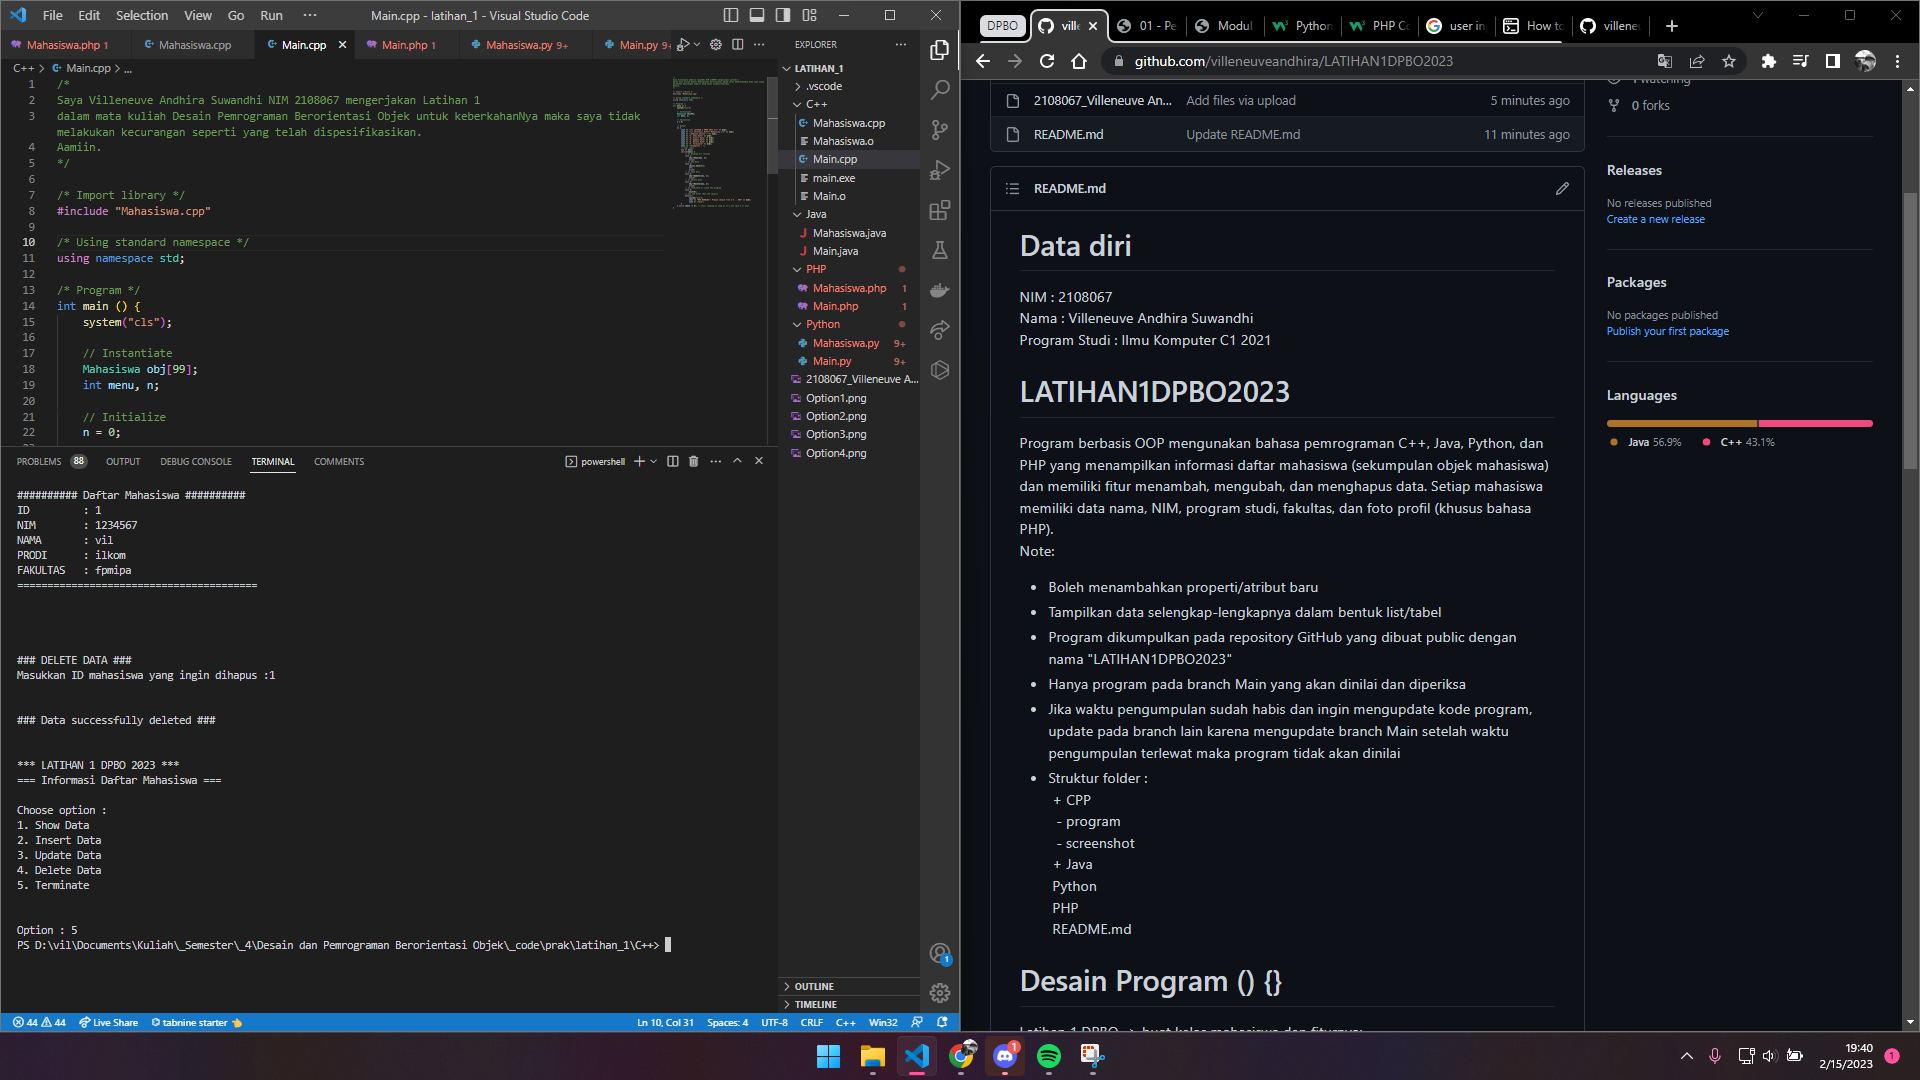 File Edit Selection View Go Run ··· Main.cpp - latihan_1 - Visual Studio Code
Mahasiswa.php 1 Mahasiswa.cpp Main.cpp Main.php 1 Mahasiswa.py 9+ Main.py 9+
C++ > Main.cpp > ...
1 /*
2 Saya Villeneuve Andhira Suwandhi NIM 2108067 mengerjakan Latihan 1
3 dalam mata kuliah Desain Pemrograman Berorientasi Objek untuk keberkahanNya maka saya tidak
melakukan kecurangan seperti yang telah dispesifikasikan.
4 Aamiin.
5 */
6
7 /* Import library */
8 #include "Mahasiswa.cpp"
9
10 /* Using standard namespace */
11 using namespace std;
12
13 /* Program */
14 int main () {
15 system("cls");
16
17 // Instantiate
18 Mahasiswa obj[99];
19 int menu, n;
20
21 // Initialize
22 n = 0;
PROBLEMS 88 OUTPUT DEBUG CONSOLE TERMINAL COMMENTS powershell
########## Daftar Mahasiswa ##########
ID : 1
NIM : 1234567
NAMA : vil
PRODI : ilkom
FAKULTAS : fpmipa
========================================
### DELETE DATA ###
Masukkan ID mahasiswa yang ingin dihapus :1
### Data successfully deleted ###
*** LATIHAN 1 DPBO 2023 ***
=== Informasi Daftar Mahasiswa ===
Choose option :
1. Show Data
2. Insert Data
3. Update Data
4. Delete Data
5. Terminate
Option : 5
PS D:\vil\Documents\Kuliah\_Semester\_4\Desain dan Pemrograman Berorientasi Objek\_code\prak\latihan_1\C++>
EXPLORER ···
LATIHAN_1
.vscode
C++
Mahasiswa.cpp
Mahasiswa.o
Main.cpp
main.exe
Main.o
Java
Mahasiswa.java
Main.java
PHP
Mahasiswa.php 1
Main.php 1
Python
Mahasiswa.py 9+
Main.py 9+
2108067_Villeneuve A...
Option1.png
Option2.png
Option3.png
Option4.png
OUTLINE
TIMELINE
1
44 44 Live Share tabnine starter Ln 10, Col 31 Spaces: 4 UTF-8 CRLF C++ Win32
DPBO ville 01 - Pe Modul Python PHP Co user in How to villene
github.com/villeneuveandhira/LATIHAN1DPBO2023
2108067_Villeneuve An... Add files via upload 5 minutes ago
README.md Update README.md 11 minutes ago
README.md
Data diri
NIM : 2108067
Nama : Villeneuve Andhira Suwandhi
Program Studi : Ilmu Komputer C1 2021
LATIHAN1DPBO2023
Program berbasis OOP mengunakan bahasa pemrograman C++, Java, Python, dan
PHP yang menampilkan informasi daftar mahasiswa (sekumpulan objek mahasiswa)
dan memiliki fitur menambah, mengubah, dan menghapus data. Setiap mahasiswa
memiliki data nama, NIM, program studi, fakultas, dan foto profil (khusus bahasa
PHP).
Note:
• Boleh menambahkan properti/atribut baru
• Tampilkan data selengkap-lengkapnya dalam bentuk list/tabel
• Program dikumpulkan pada repository GitHub yang dibuat public dengan
nama "LATIHAN1DPBO2023"
• Hanya program pada branch Main yang akan dinilai dan diperiksa
• Jika waktu pengumpulan sudah habis dan ingin mengupdate kode program,
update pada branch lain karena mengupdate branch Main setelah waktu
pengumpulan terlewat maka program tidak akan dinilai
• Struktur folder :
+ CPP
- program
- screenshot
+ Java
Python
PHP
README.md
Desain Program () {}
Latihan 1 DPBO -> buat kelas mahasiswa dan fiturnya:
1 watching
0 forks
Releases
No releases published
Create a new release
Packages
No packages published
Publish your first package
Languages
Java 56.9% C++ 43.1%
1
19:40
2/15/2023
1